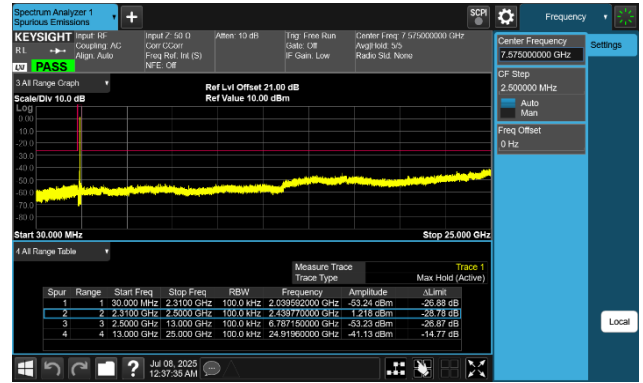 Spectrum Analyzer 1
Spurious Emissions
SCPI
Frequency
KEYSIGHT
RL
LW
PASS
Input: RF
Coupling: AC
Align: Auto
Input Z: 50 Ω
Corr CCorr
Freq Ref: Int (S)
NFE: Off
Atten: 10 dB
Trig: Free Run
Gate: Off
IF Gain: Low
Center Freq: 7.575000000 GHz
Avg|Hold: 5/5
Radio Std: None
Center Frequency
7.575000000 GHz
Settings
CF Step
2.500000 MHz
Auto
Man
Freq Offset
0 Hz
3 All Range Graph
Scale/Div 10.0 dB
Ref Lvl Offset 21.00 dB
Ref Value 10.00 dBm
Log
0.00
-10.0
-20.0
-30.0
-40.0
-50.0
-60.0
-70.0
-80.0
Start 30.000 MHz
Stop 25.000 GHz
4 All Range Table
Measure Trace Trace 1
Trace Type Max Hold (Active)
Spur Range Start Freq Stop Freq RBW Frequency Amplitude ΔLimit
1 1 30.000 MHz 2.3100 GHz 100.0 kHz 2.039592000 GHz -53.24 dBm -26.88 dB
2 2 2.3100 GHz 2.5000 GHz 100.0 kHz 2.439770000 GHz 1.218 dBm -28.78 dB
3 3 2.5000 GHz 13.000 GHz 100.0 kHz 6.787150000 GHz -53.23 dBm -26.87 dB
4 4 13.000 GHz 25.000 GHz 100.0 kHz 24.91960000 GHz -41.13 dBm -14.77 dB
Local
Jul 08, 2025
12:37:35 AM